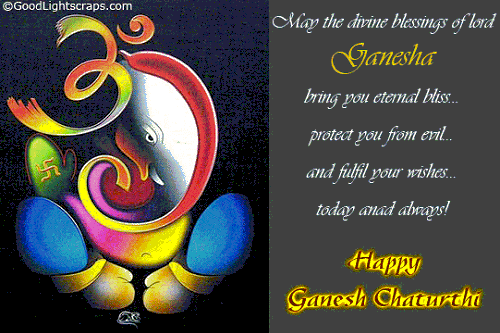 ©GoodLightscraps.com
May the divine blessings of lord
Ganesha
bring you eternal bliss...
protect you from evil...
and fulfil your wishes...
today anad always!
Happy
Ganesh Chaturthi